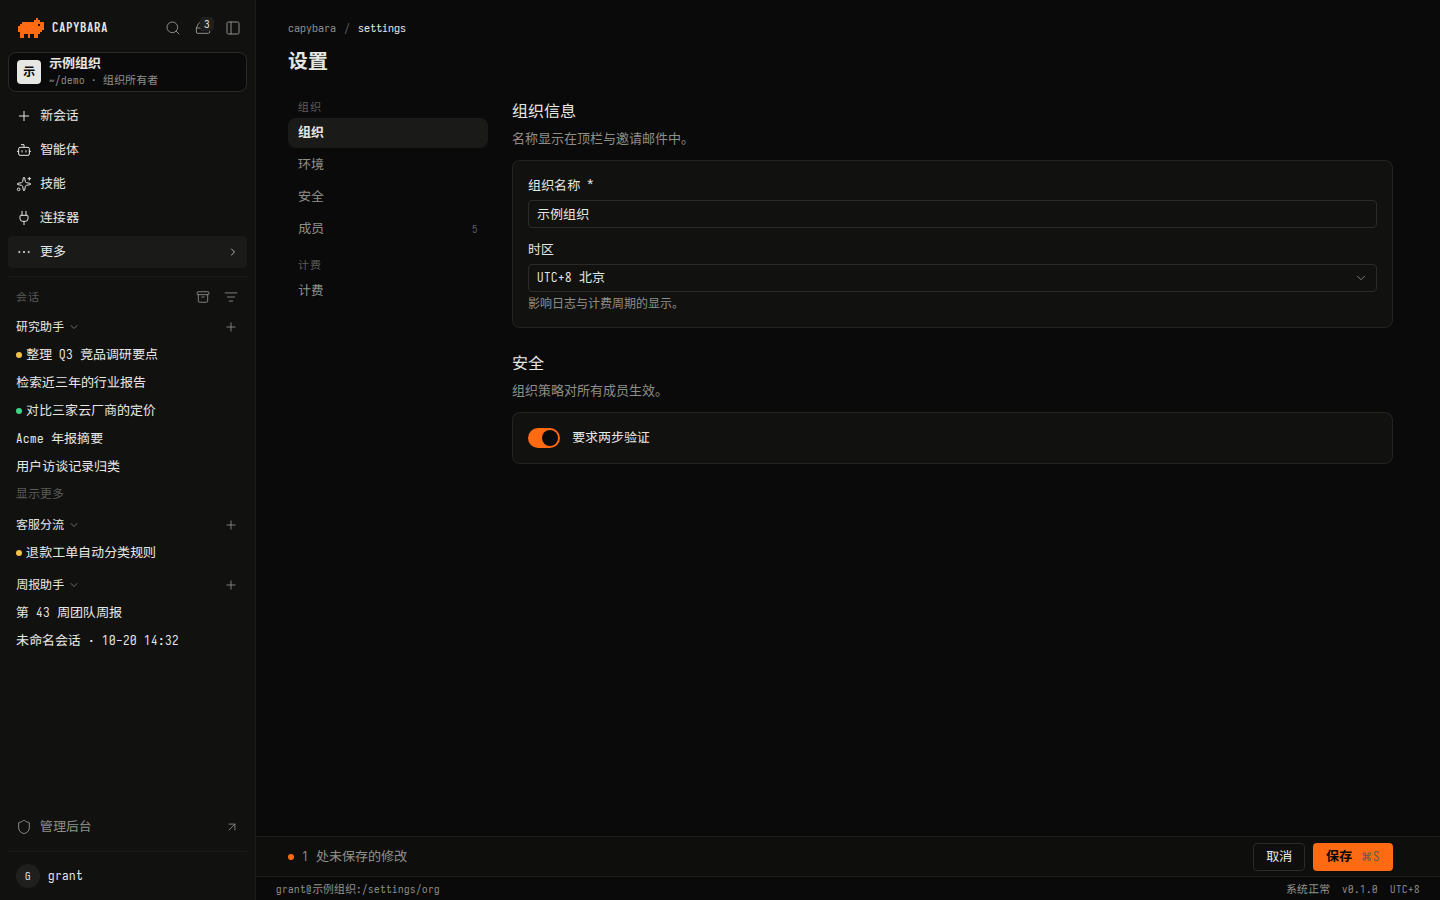 CAPYBARA
3
示
示例组织
~/demo · 组织所有者
新会话
智能体
技能
连接器
更多
会话
研究助手
整理 Q3 竞品调研要点
检索近三年的行业报告
对比三家云厂商的定价
Acme 年报摘要
用户访谈记录归类
显示更多
客服分流
退款工单自动分类规则
周报助手
第 43 周团队周报
未命名会话 · 10-20 14:32
管理后台
G grant
capybara / settings
设置
组织
组织
环境
安全
成员 5
计费
计费
组织信息
名称显示在顶栏与邀请邮件中。
组织名称 *
示例组织
时区
UTC+8 北京
影响日志与计费周期的显示。
安全
组织策略对所有成员生效。
要求两步验证
1 处未保存的修改
取消
保存 ⌘S
grant@示例组织:/settings/org
系统正常 v0.1.0 UTC+8